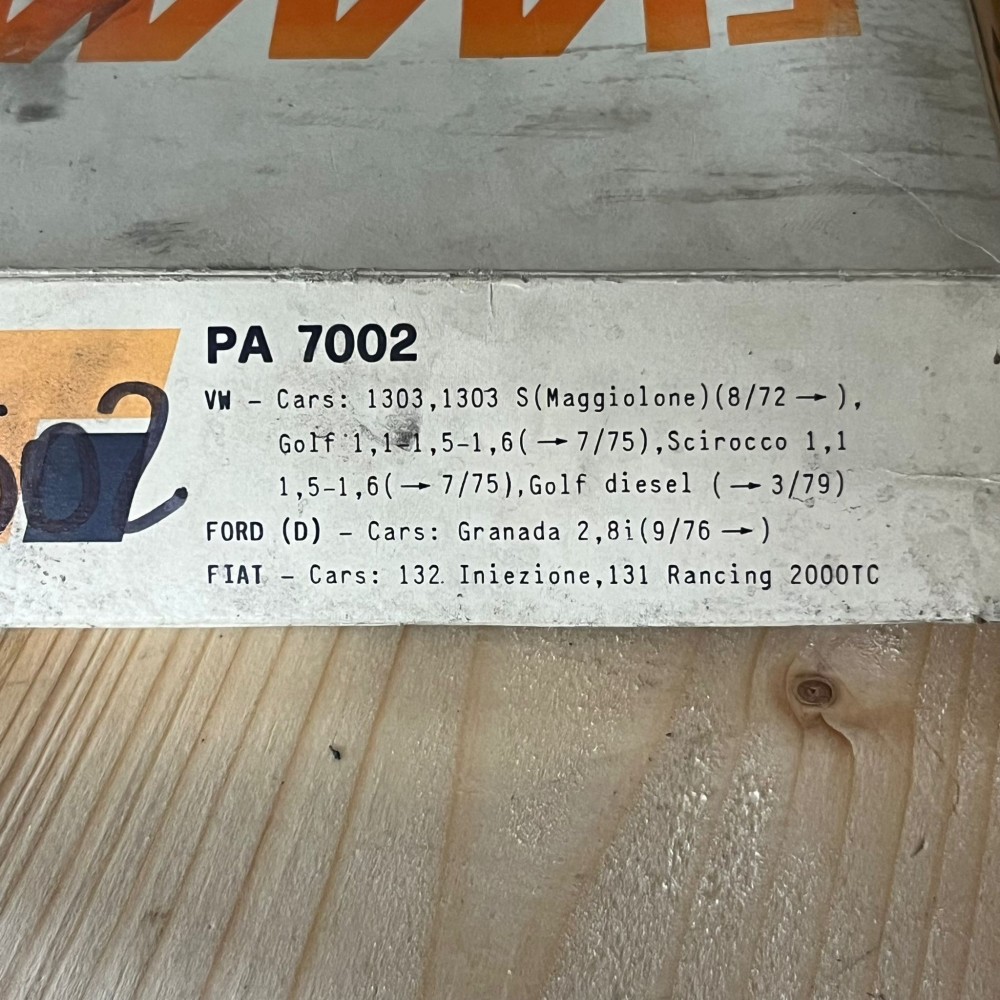 PA 7002
VW - Cars: 1303,1303 S(Maggiolone)(8/72 → ),
Golf 1,1-1,5-1,6( → 7/75),Scirocco 1,1
1,5-1,6( → 7/75),Golf diesel ( → 3/79)
FORD (D) - Cars: Granada 2,8i(9/76 → )
FIAT - Cars: 132 Iniezione,131 Rancing 2000TC